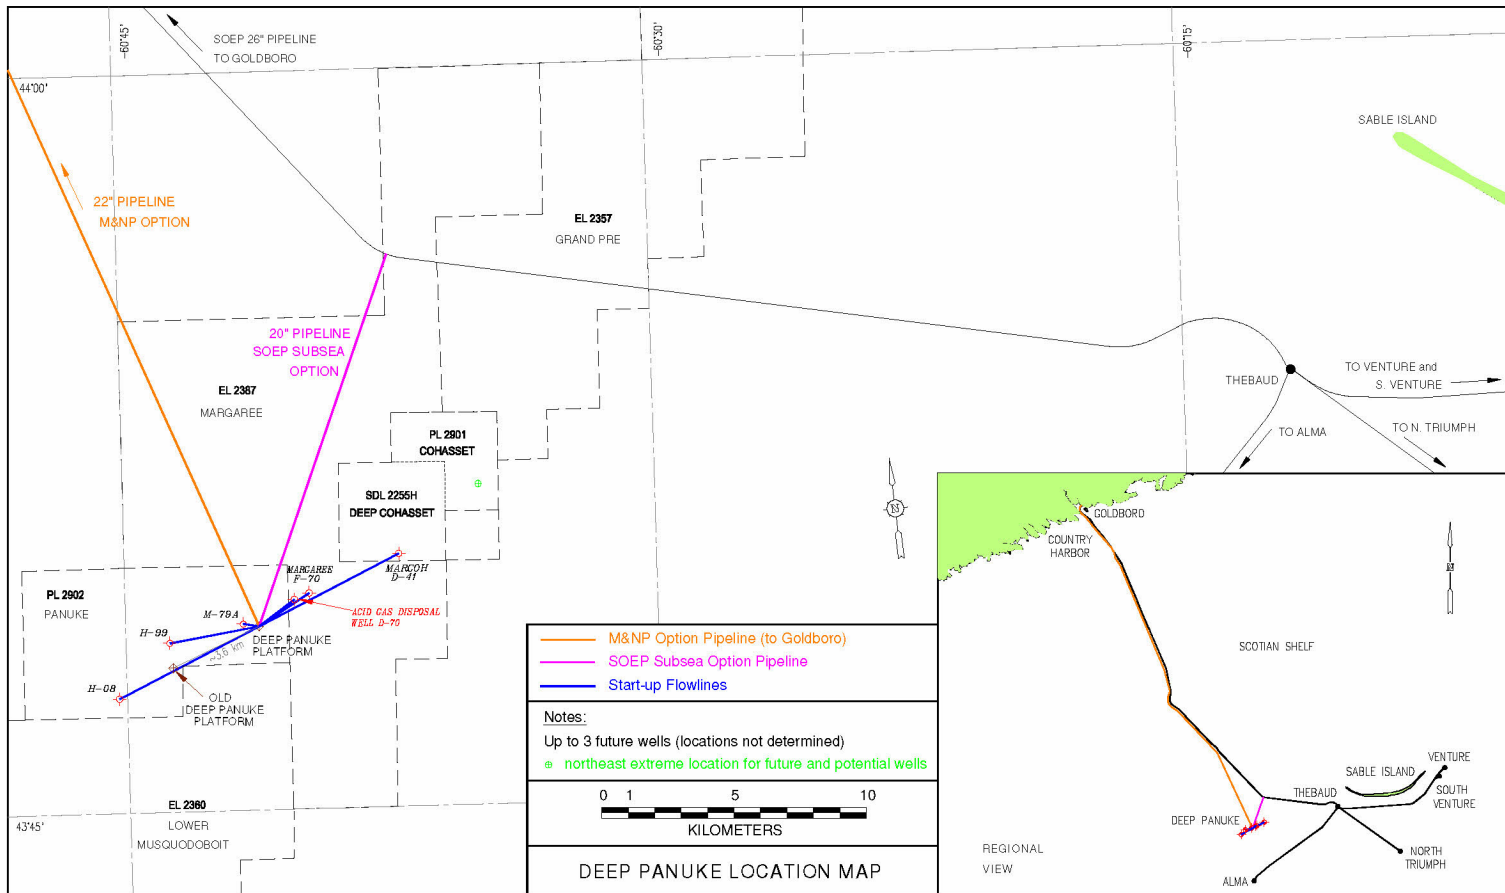 -60°45'
SOEP 26" PIPELINE
TO GOLDBORO
-60°30'
-60°15'
44°00'
SABLE ISLAND
22" PIPELINE
M&NP OPTION
EL 2357
GRAND PRE
20" PIPELINE
SOEP SUBSEA
OPTION
EL 2387
MARGAREE
THEBAUD
TO VENTURE and
S. VENTURE
TO ALMA
TO N. TRIUMPH
PL 2901
COHASSET
SDL 2255H
DEEP COHASSET
N
MARGAREE
F-70
MARCOH
D-41
PL 2902
PANUKE
M-79A
ACID GAS DISPOSAL
WELL D-70
H-99
DEEP PANUKE
PLATFORM
~3.6 km
H-08
OLD
DEEP PANUKE
PLATFORM
EL 2360
LOWER
MUSQUODOBOIT
43°45'
M&NP Option Pipeline (to Goldboro)
SOEP Subsea Option Pipeline
Start-up Flowlines
Notes:
Up to 3 future wells (locations not determined)
northeast extreme location for future and potential wells
0 1 5 10
KILOMETERS
DEEP PANUKE LOCATION MAP
GOLDBORD
COUNTRY
HARBOR
N
SCOTIAN SHELF
VENTURE
SABLE ISLAND
SOUTH
VENTURE
THEBAUD
DEEP PANUKE
NORTH
TRIUMPH
REGIONAL
VIEW
ALMA